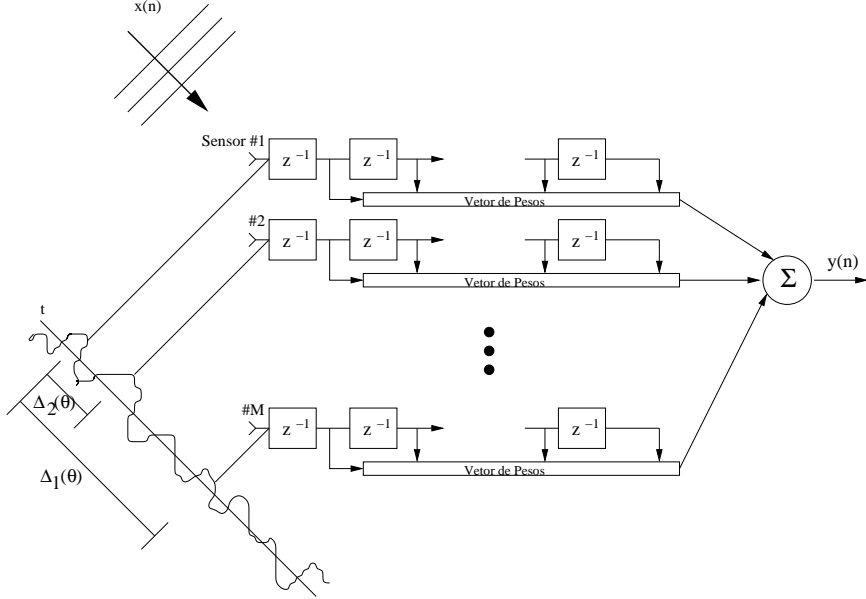 x(n)
Sensor #1
z⁻¹ z⁻¹ z⁻¹
Vetor de Pesos
#2
z⁻¹ z⁻¹ z⁻¹
Vetor de Pesos
Σ y(n)
t
Δ₂(θ)
Δ₁(θ)
#M
z⁻¹ z⁻¹ z⁻¹
Vetor de Pesos